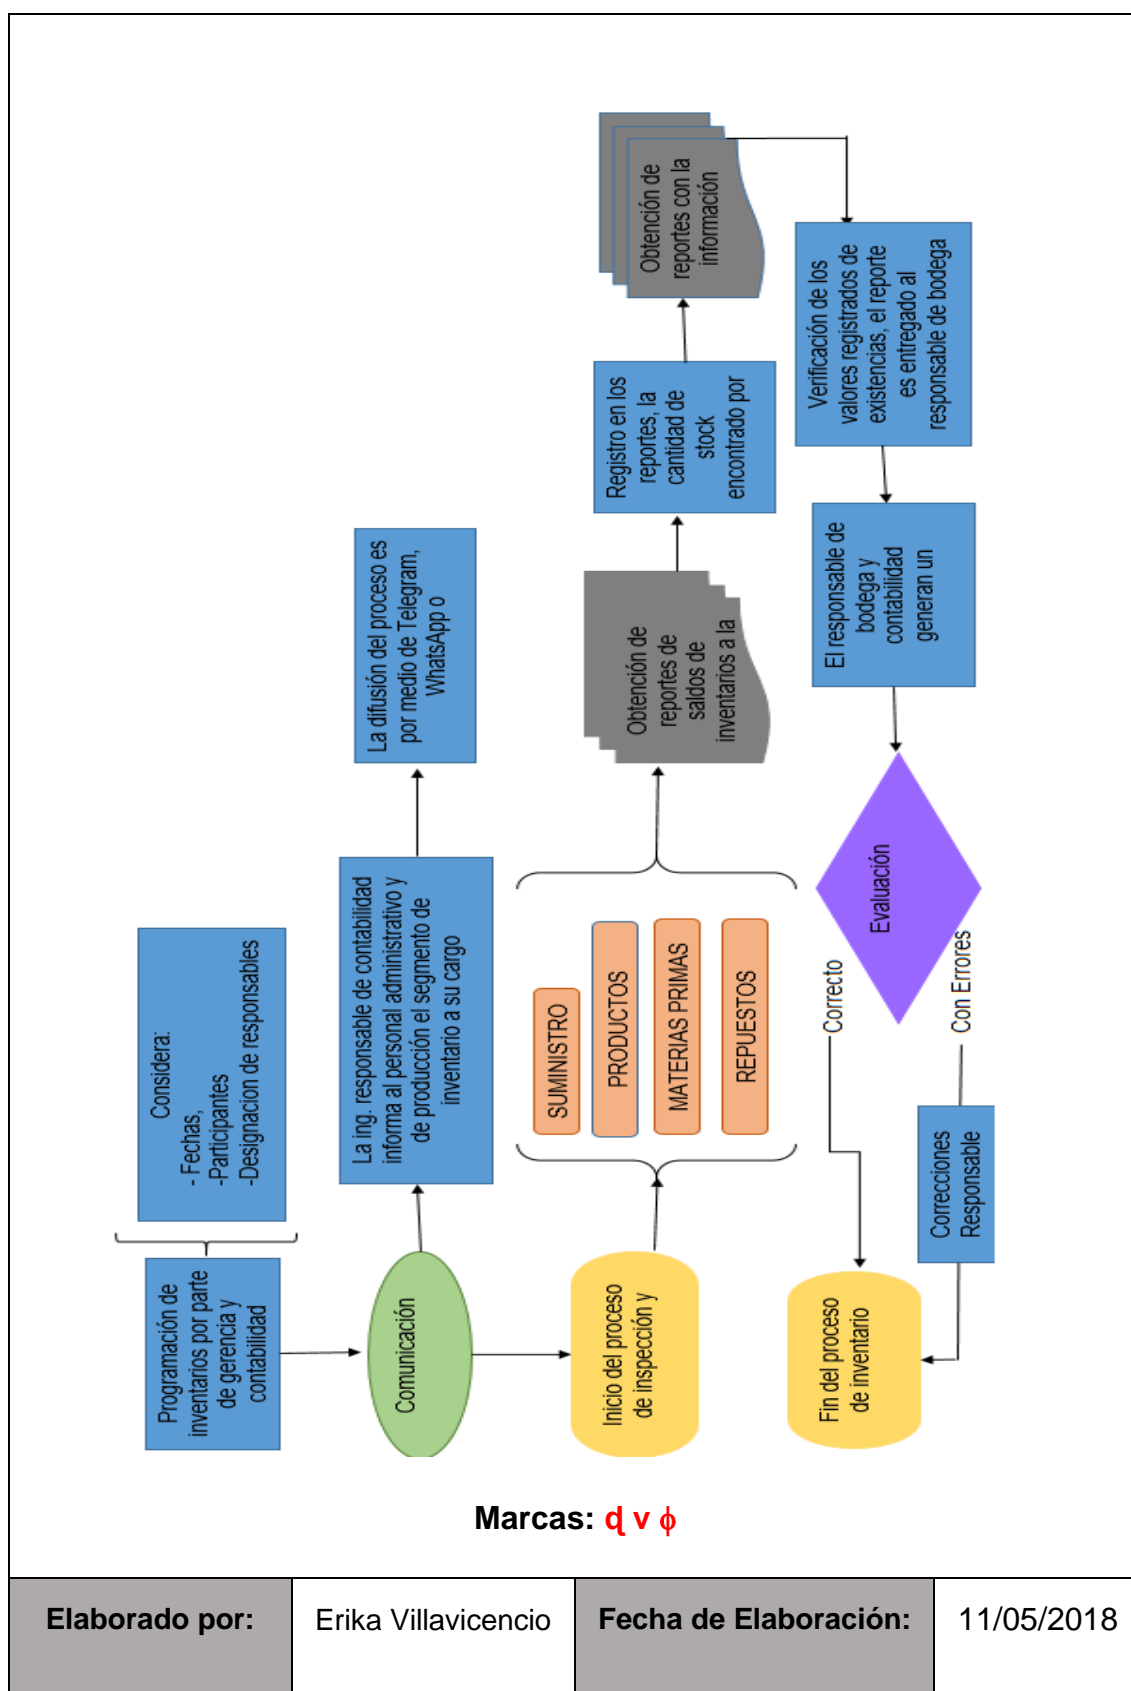 Programación de
inventarios por parte
de gerencia y
contabilidad
Considera:
- Fechas,
-Participantes
-Designacion de responsables
Comunicación
La ing. responsable de contabilidad
informa al personal administrativo y
de producción el segmento de
inventario a su cargo
La difusión del proceso es
por medio de Telegram,
WhatsApp o
Inicio del proceso
de inspección y
SUMINISTRO
PRODUCTOS
MATERIAS PRIMAS
REPUESTOS
Obtención de
reportes de
saldos de
inventarios a la
Registro en los
reportes, la
cantidad de
stock
encontrado por
Obtención de
reportes con la
información
Verificación de los
valores registrados de
existencias, el reporte
es entregado al
responsable de bodega
El responsable de
bodega y
contabilidad
generan un
Evaluación
Correcto
Con Errores
Correcciones
Responsable
Fin del proceso
de inventario
Marcas: ɖ v ϕ
Elaborado por:
Erika Villavicencio
Fecha de Elaboración:
11/05/2018